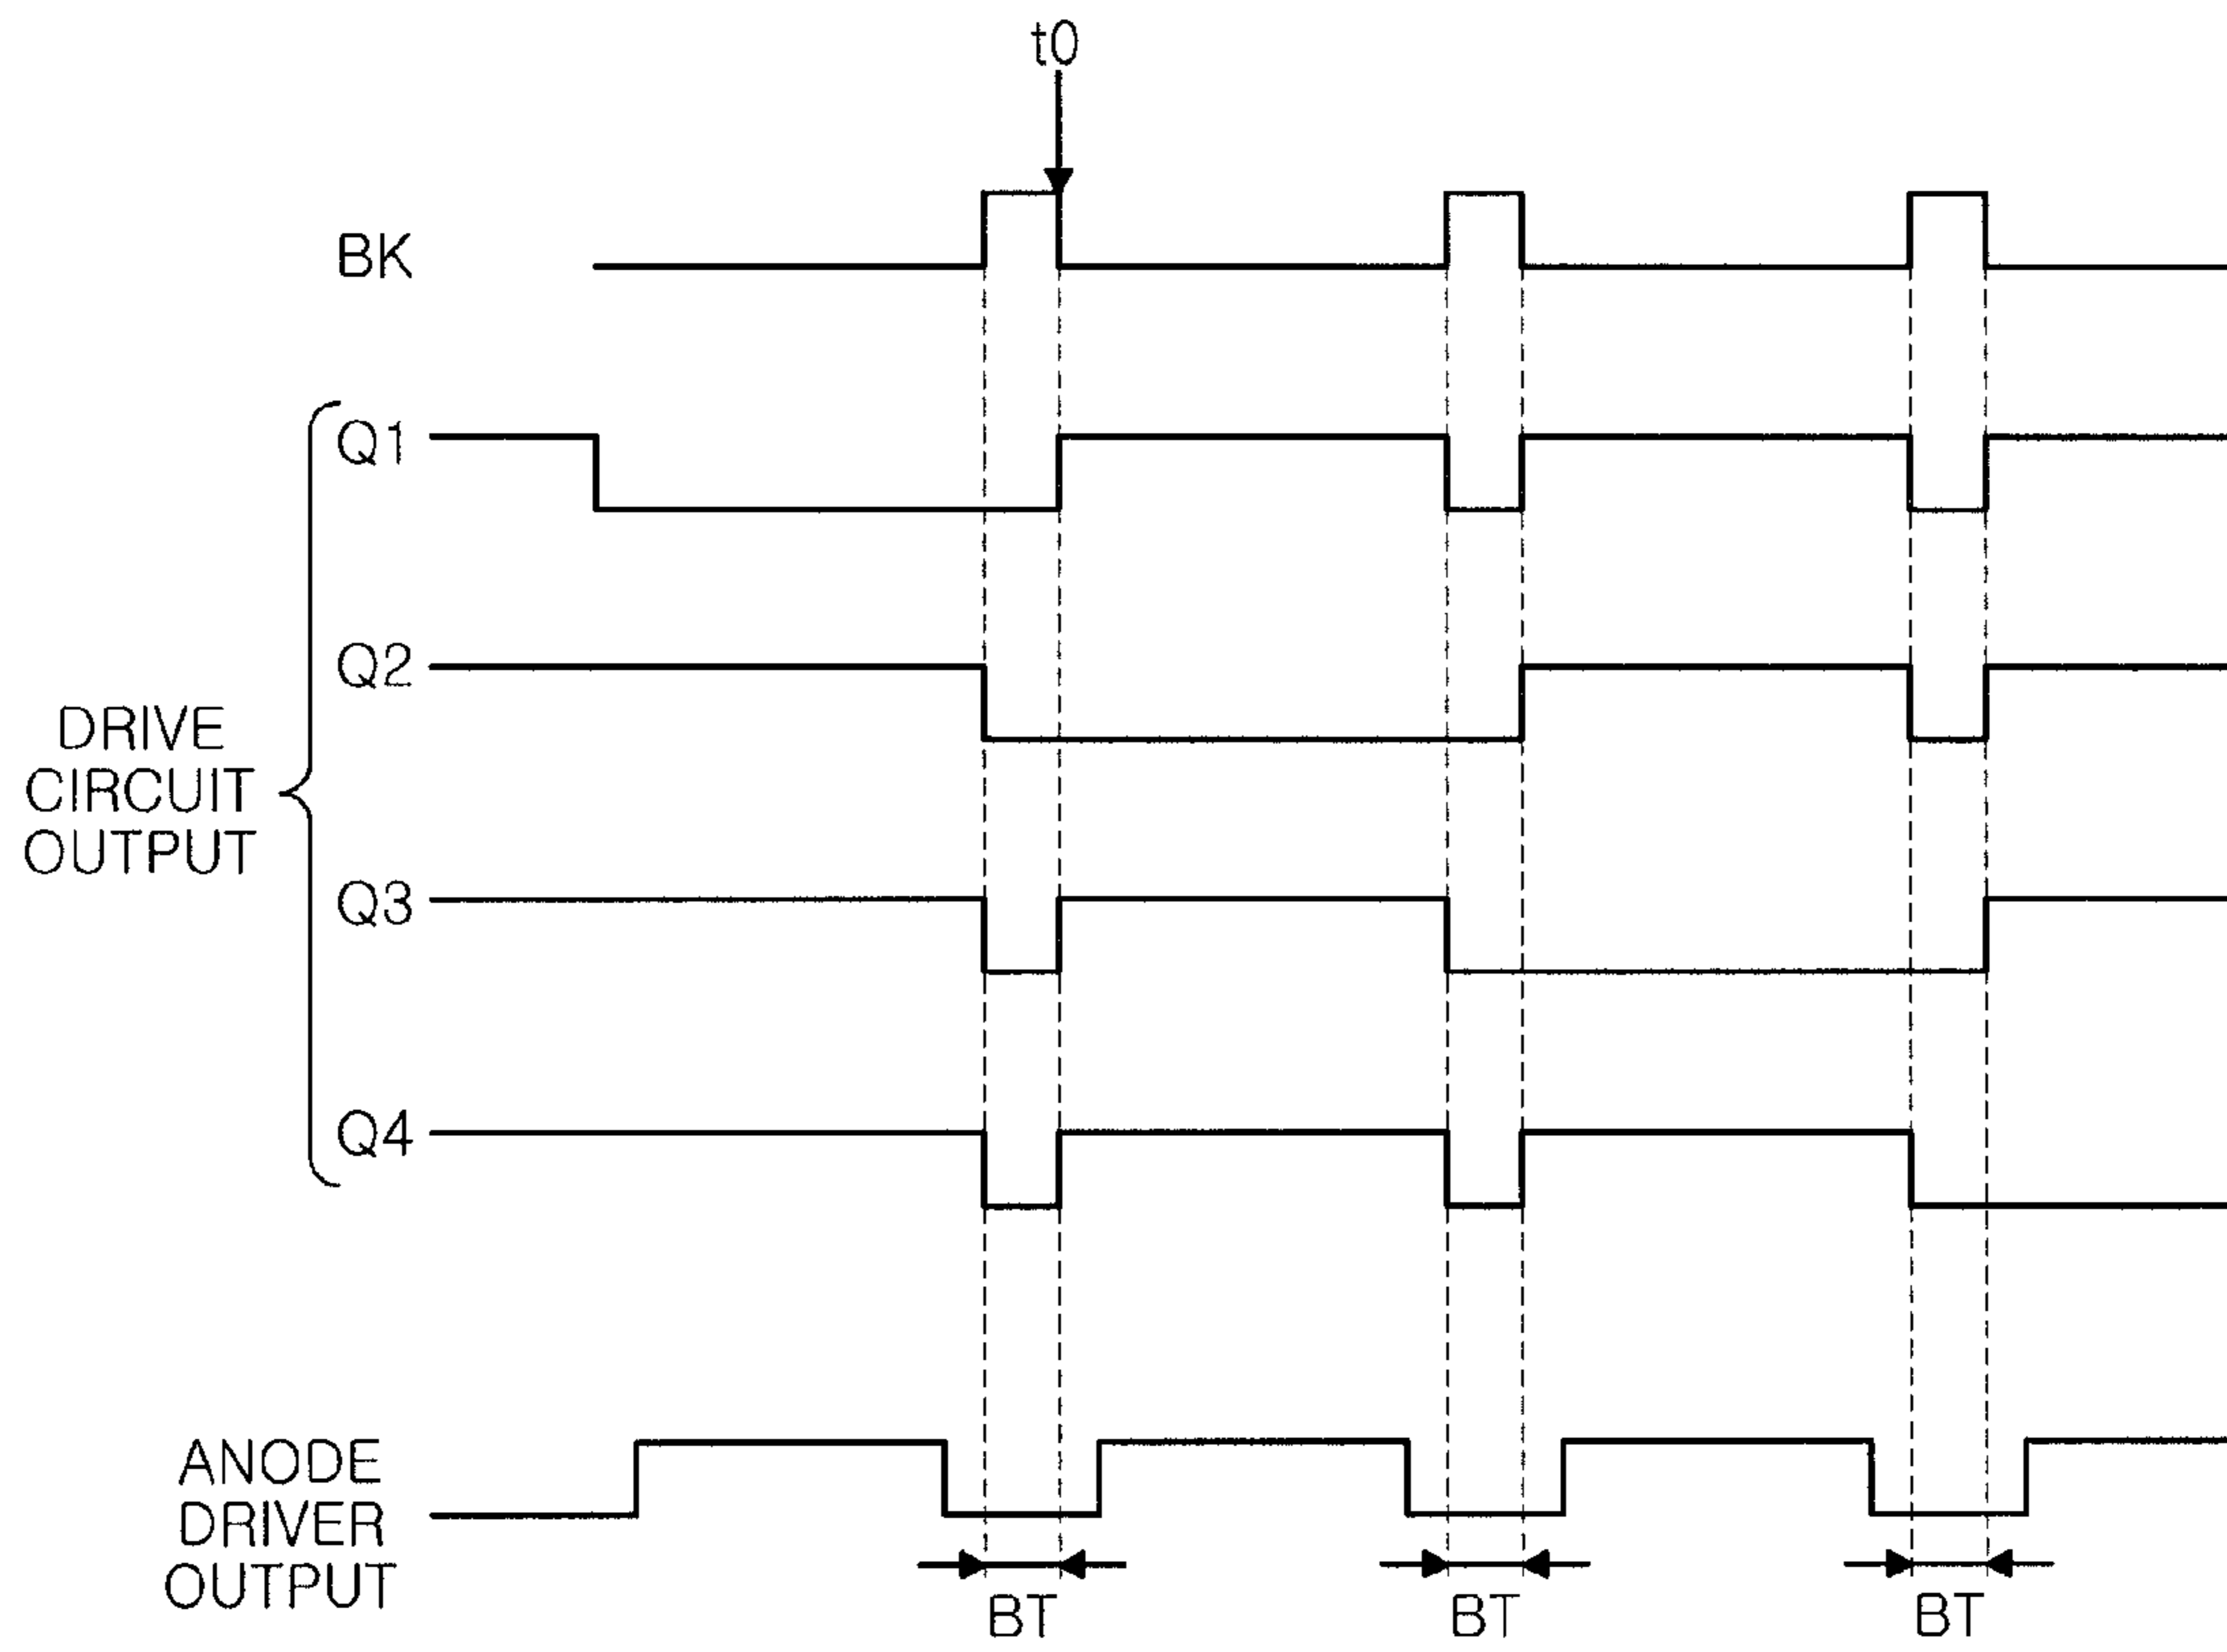 t0
BK
Q1
Q2
DRIVE
CIRCUIT
OUTPUT
Q3
Q4
ANODE
DRIVER
OUTPUT
BT
BT
BT